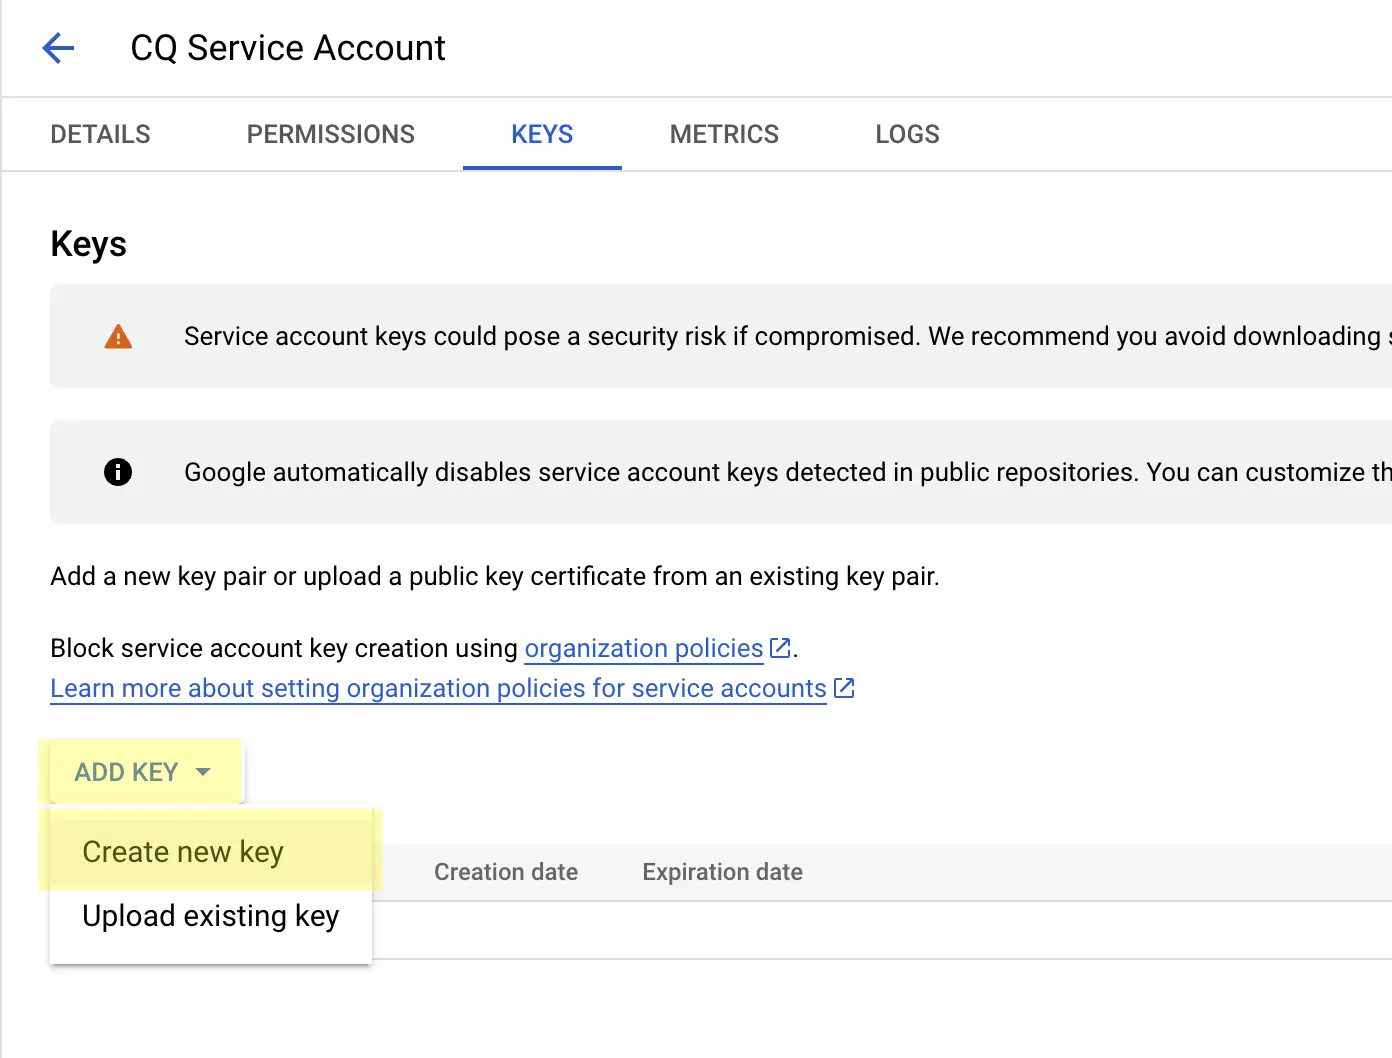 CQ Service Account
DETAILS PERMISSIONS KEYS METRICS LOGS
Keys
Service account keys could pose a security risk if compromised. We recommend you avoid downloading
Google automatically disables service account keys detected in public repositories. You can customize
Add a new key pair or upload a public key certificate from an existing key pair.
Block service account key creation using organization policies.
Learn more about setting organization policies for service accounts
ADD KEY
Create new key
Creation date Expiration date
Upload existing key